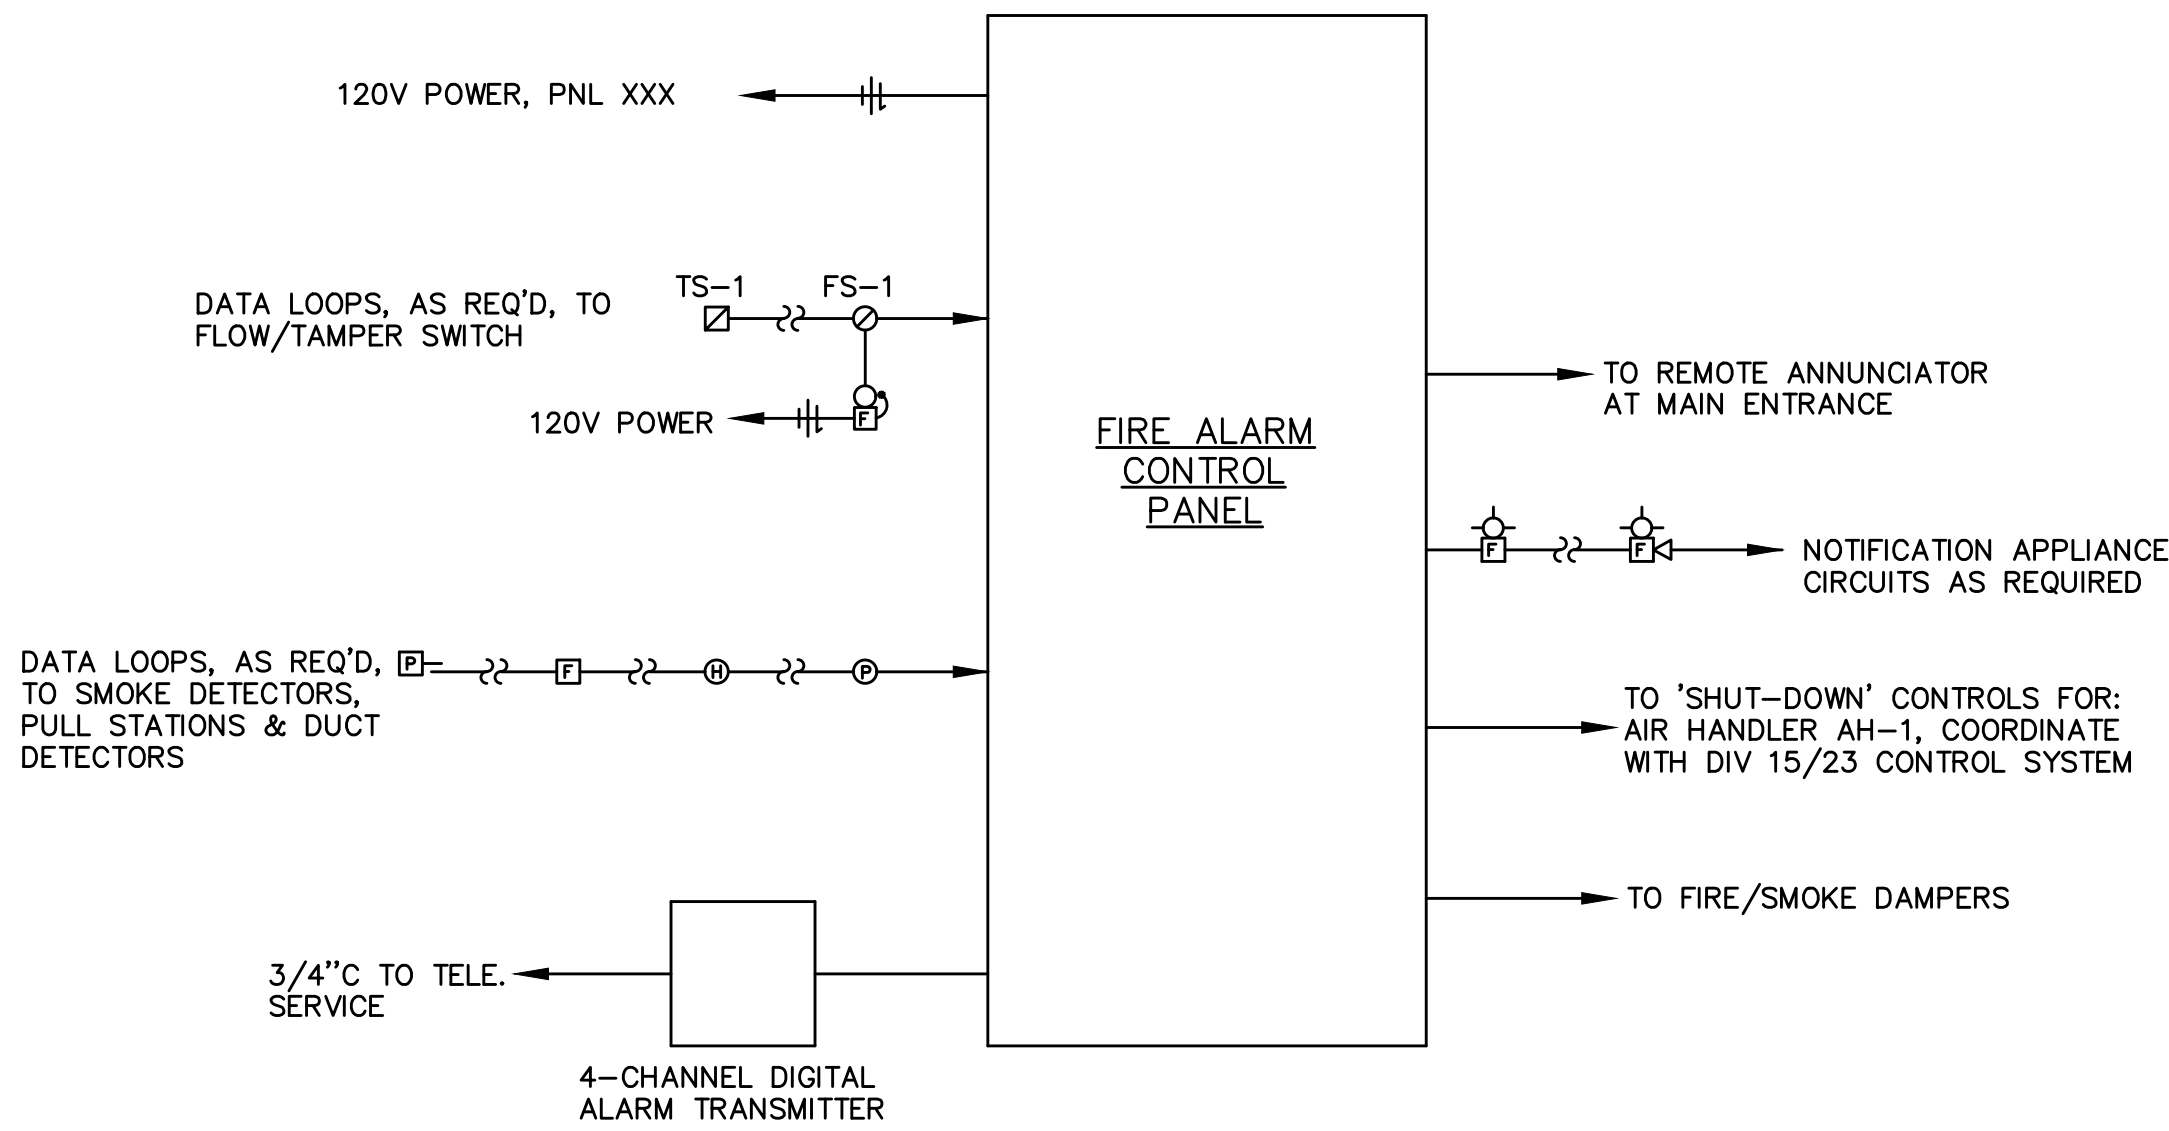 120V POWER, PNL XXX
TS-1
FS-1
DATA LOOPS, AS REQ'D, TO
FLOW/TAMPER SWITCH
120V POWER
F
FIRE ALARM
CONTROL
PANEL
TO REMOTE ANNUNCIATOR
AT MAIN ENTRANCE
F
F
NOTIFICATION APPLIANCE
CIRCUITS AS REQUIRED
DATA LOOPS, AS REQ'D,
TO SMOKE DETECTORS,
PULL STATIONS & DUCT
DETECTORS
P
F
H
P
TO 'SHUT-DOWN' CONTROLS FOR:
AIR HANDLER AH-1, COORDINATE
WITH DIV 15/23 CONTROL SYSTEM
TO FIRE/SMOKE DAMPERS
3/4"C TO TELE.
SERVICE
4-CHANNEL DIGITAL
ALARM TRANSMITTER